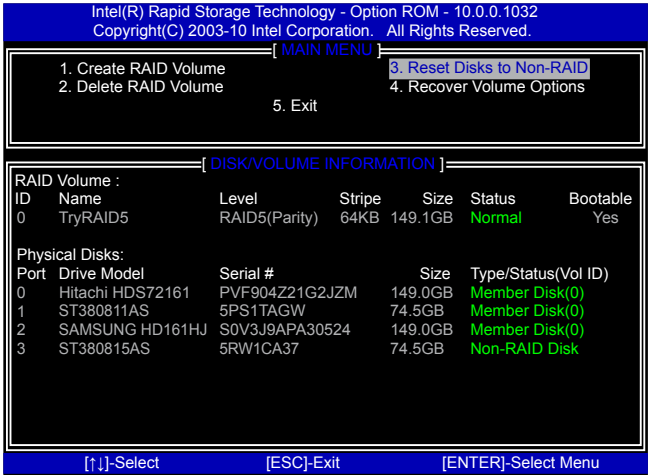 Intel(R) Rapid Storage Technology - Option ROM - 10.0.0.1032
Copyright(C) 2003-10 Intel Corporation.   All Rights Reserved.
[ MAIN MENU ]
1. Create RAID Volume 3. Reset Disks to Non-RAID
2. Delete RAID Volume 4. Recover Volume Options
5. Exit
[ DISK/VOLUME INFORMATION ]
RAID Volume :
ID Name Level Stripe Size Status Bootable
0 TryRAID5 RAID5(Parity) 64KB 149.1GB Normal Yes
Physical Disks:
Port Drive Model Serial # Size Type/Status(Vol ID)
0 Hitachi HDS72161 PVF904Z21G2JZM 149.0GB Member Disk(0)
1 ST380811AS 5PS1TAGW 74.5GB Member Disk(0)
2 SAMSUNG HD161HJ S0V3J9APA30524 149.0GB Member Disk(0)
3 ST380815AS 5RW1CA37 74.5GB Non-RAID Disk
[↑↓]-Select [ESC]-Exit [ENTER]-Select Menu